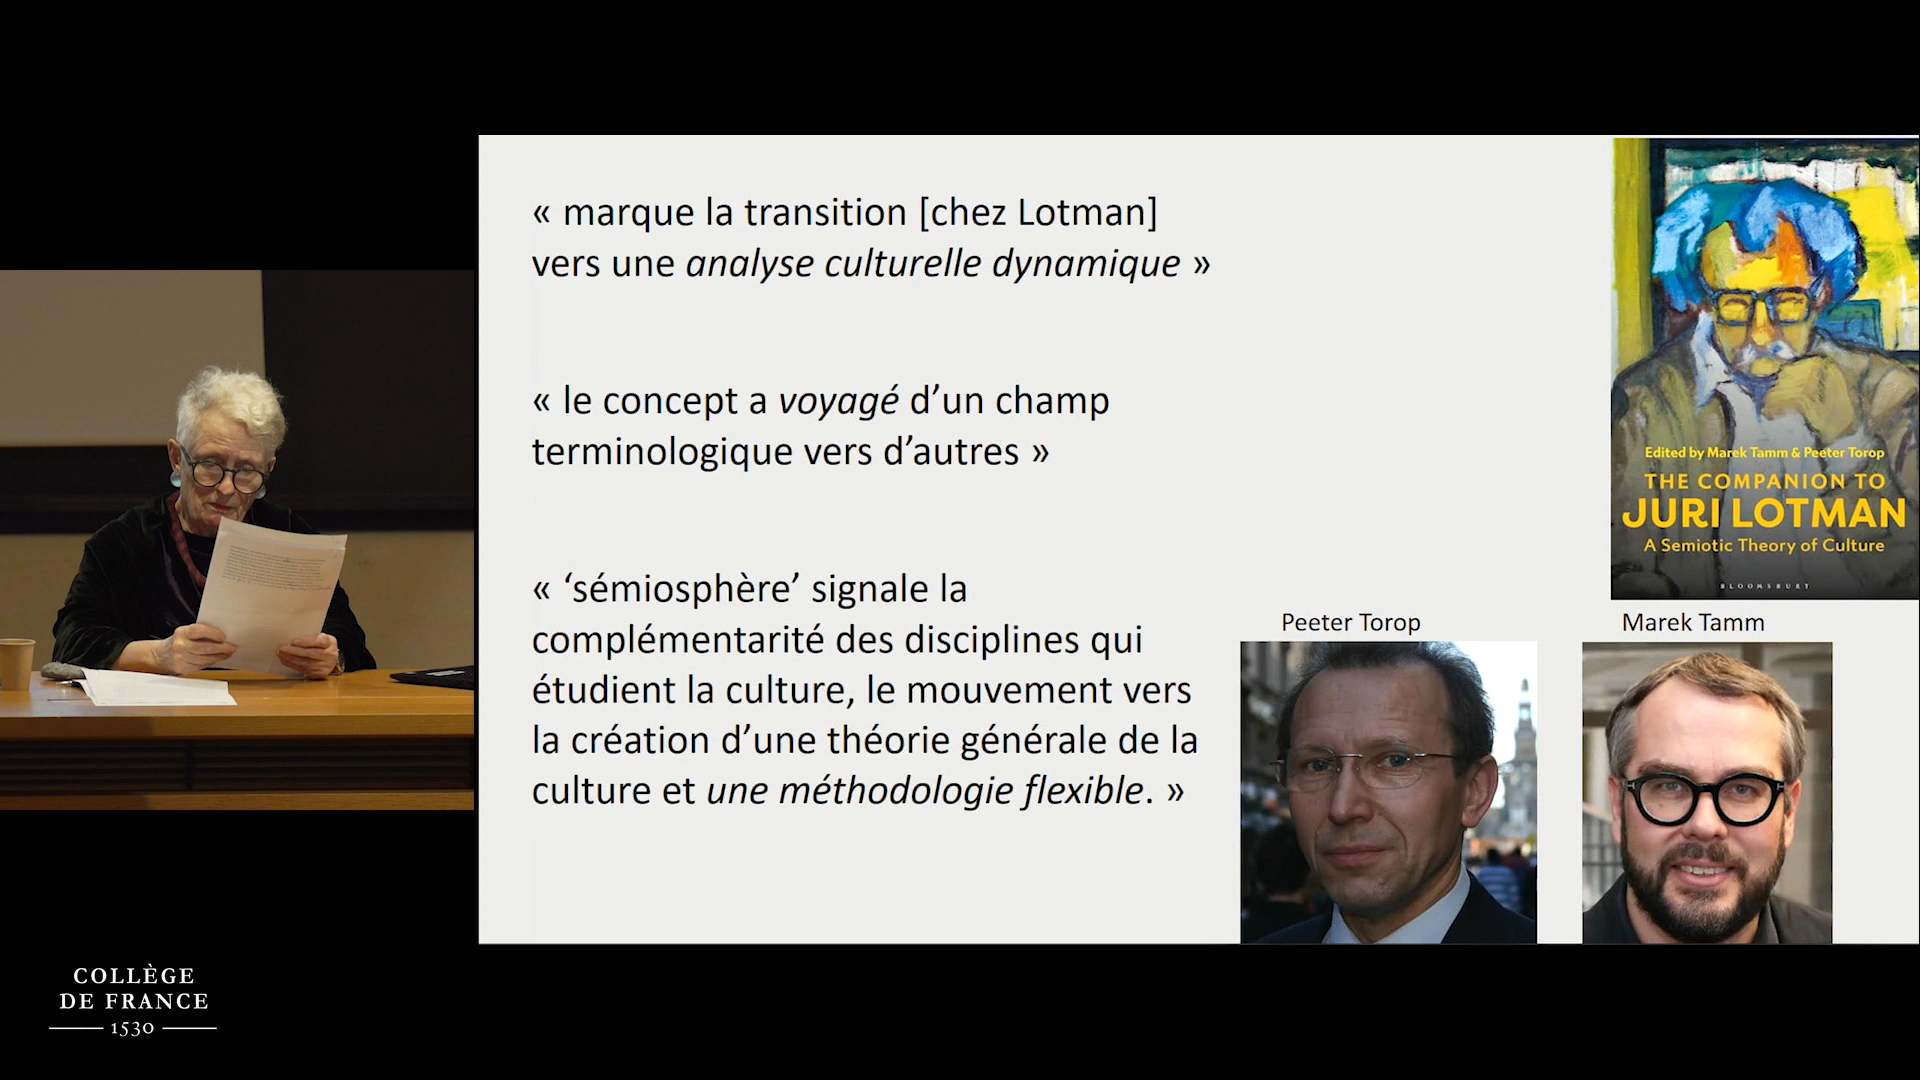 « marque la transition [chez Lotman]
vers une analyse culturelle dynamique »
« le concept a voyagé d’un champ
terminologique vers d’autres »
« ‘sémiosphère’ signale la
complémentarité des disciplines qui
étudient la culture, le mouvement vers
la création d’une théorie générale de la
culture et une méthodologie flexible. »
Edited by Marek Tamm & Peeter Torop
THE COMPANION TO
JURI LOTMAN
A Semiotic Theory of Culture
BLOOMSBURY
Peeter Torop
Marek Tamm
COLLÈGE
DE FRANCE
1530